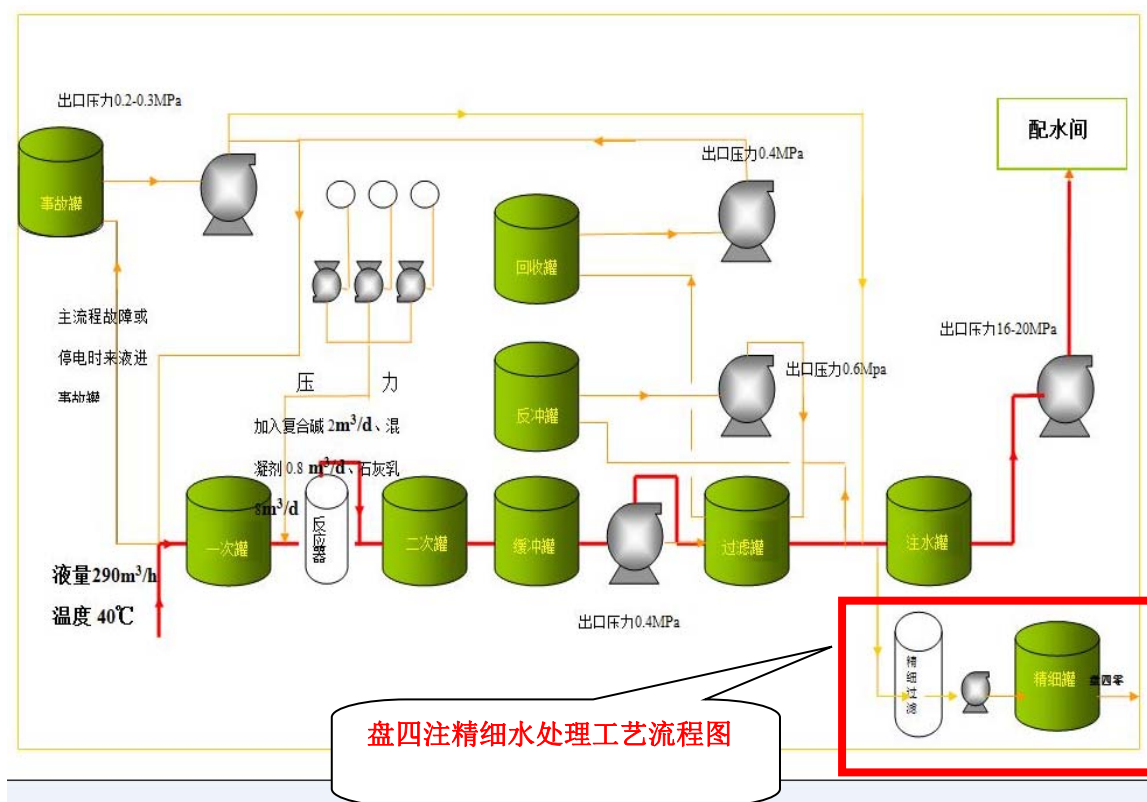 出口压力0.2-0.3MPa
事故罐
配水间
出口压力0.4MPa
回收罐
主流程故障或
停电时来液进
事故罐
出口压力16-20MPa
压 力
出口压力0.6Mpa
反冲罐
加入复合碱 2m³/d、混
凝剂 0.8 m³/d、石灰乳
8m³/d
一次罐
反应器
二次罐
缓冲罐
过滤罐
注水罐
液量290m³/h
温度 40℃
出口压力0.4MPa
精细过滤
精细罐
盘四零
盘四注精细水处理工艺流程图